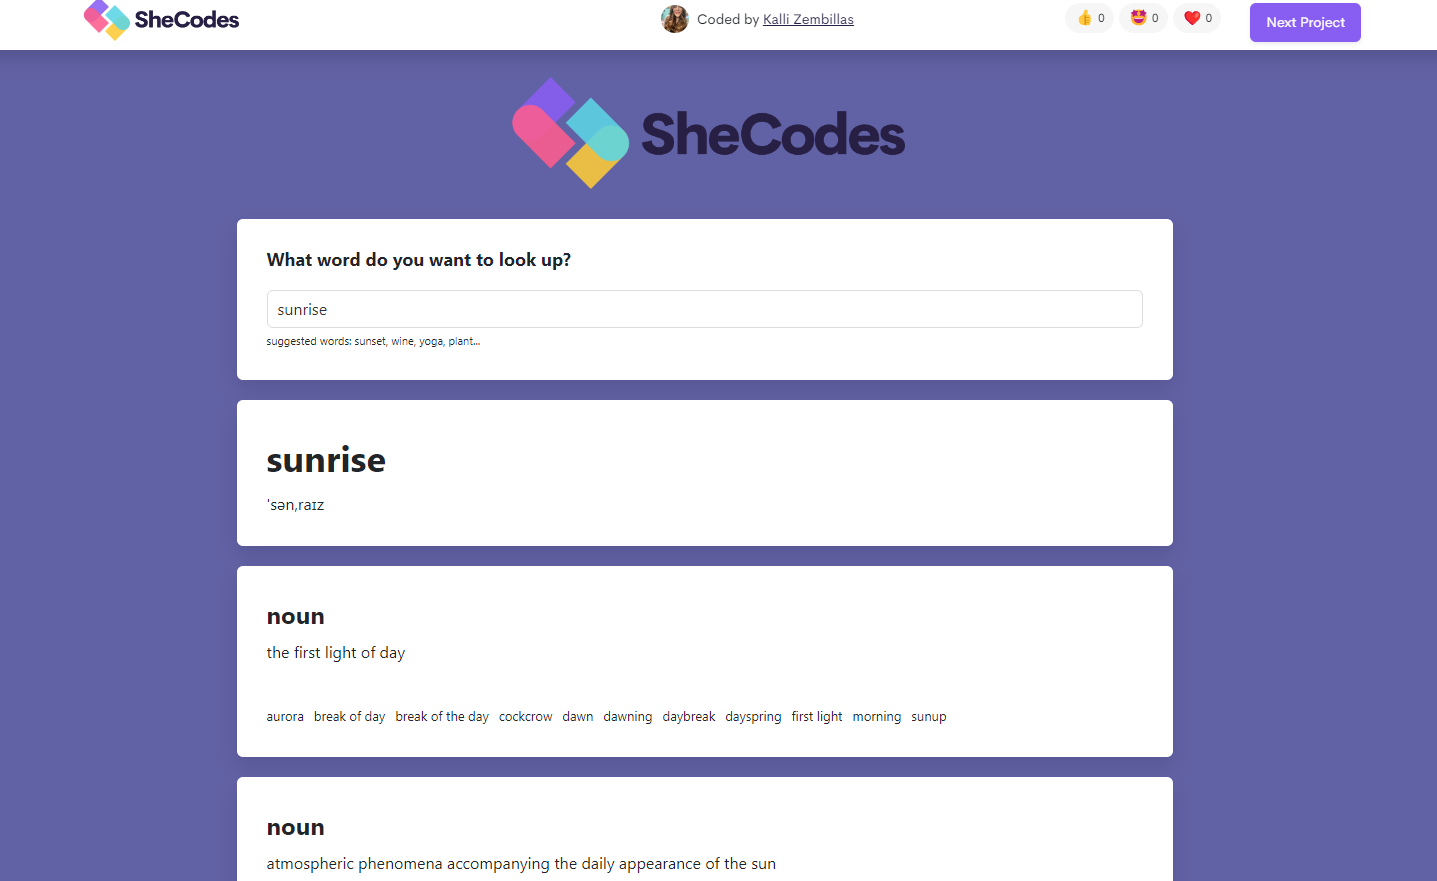 SheCodes
Coded by Kalli Zembillas
👍 0 🤩 0 ❤️ 0
Next Project
SheCodes
What word do you want to look up?
sunrise
suggested words: sunset, wine, yoga, plant...
sunrise
ˈsən,raɪz
noun
the first light of day
aurora break of day break of the day cockcrow dawn dawning daybreak dayspring first light morning sunup
noun
atmospheric phenomena accompanying the daily appearance of the sun